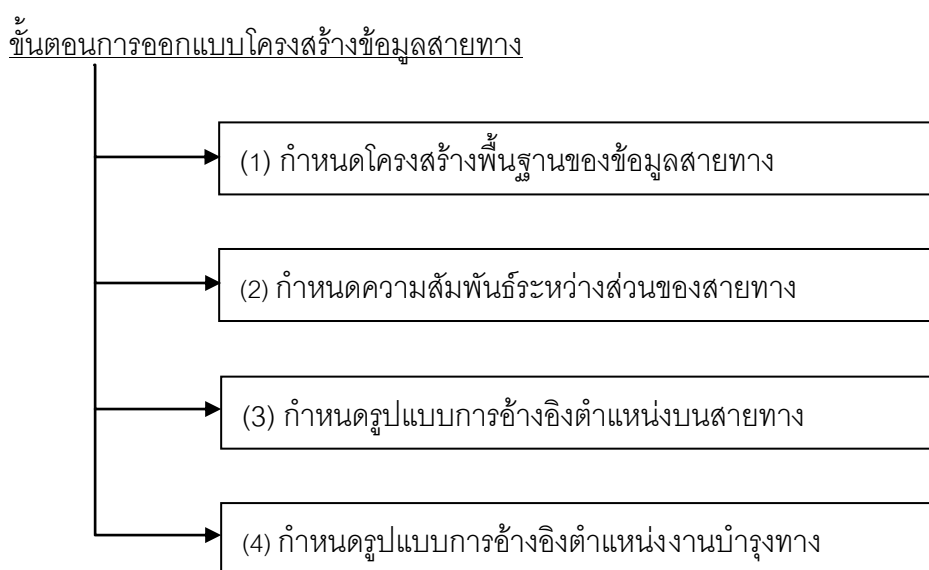 ขั้นตอนการออกแบบโครงสร้างข้อมูลสายทาง
(1) กำหนดโครงสร้างพื้นฐานของข้อมูลสายทาง
(2) กำหนดความสัมพันธ์ระหว่างส่วนของสายทาง
(3) กำหนดรูปแบบการอ้างอิงตำแหน่งบนสายทาง
(4) กำหนดรูปแบบการอ้างอิงตำแหน่งงานบำรุงทาง